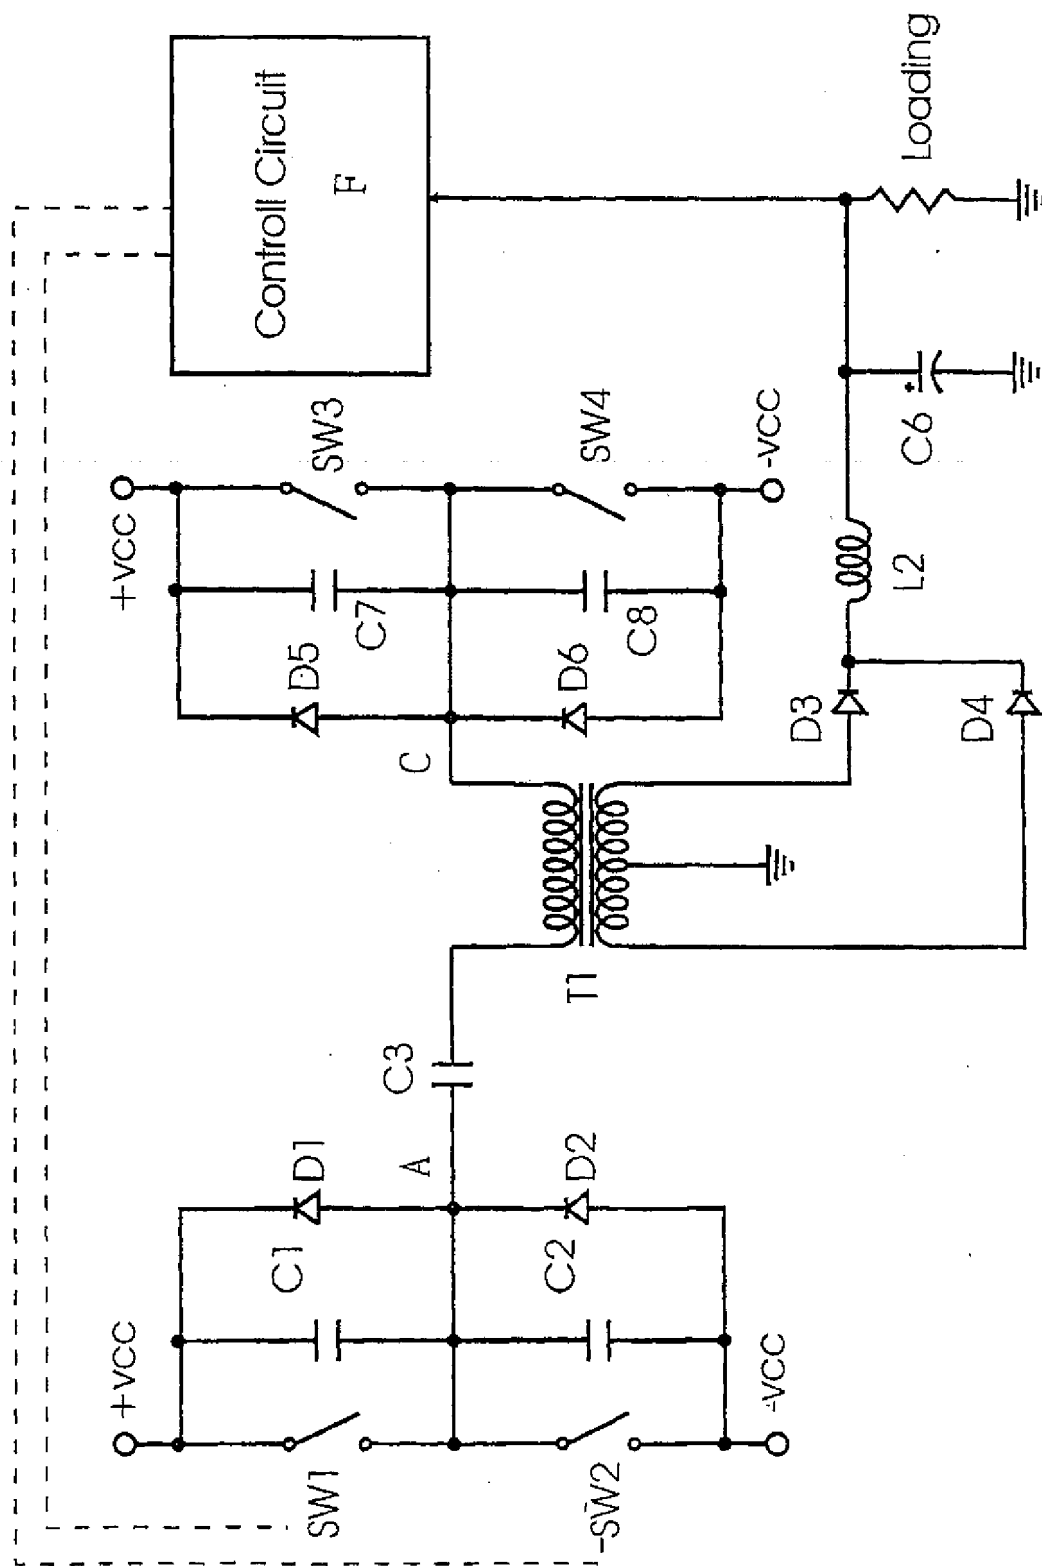 Controll Circuit
F
Loading
+VCC
SW3
C7
D5
SW4
-VCC
C8
D6
C6
C
L2
D3
D4
T1
C3
A
D1
D2
C1
C2
+VCC
SW1
-SW2
-VCC